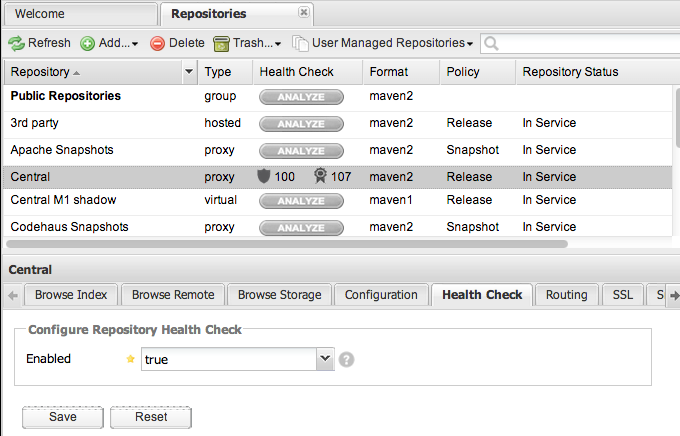 Welcome Repositories
Refresh Add... Delete Trash... User Managed Repositories
Repository Type Health Check Format Policy Repository Status
Public Repositories group ANALYZE maven2
3rd party hosted ANALYZE maven2 Release In Service
Apache Snapshots proxy ANALYZE maven2 Snapshot In Service
Central proxy 100 107 maven2 Release In Service
Central M1 shadow virtual ANALYZE maven1 Release In Service
Codehaus Snapshots proxy ANALYZE maven2 Snapshot In Service
Central
Browse Index Browse Remote Browse Storage Configuration Health Check Routing SSL
Configure Repository Health Check
Enabled true ?
Save Reset